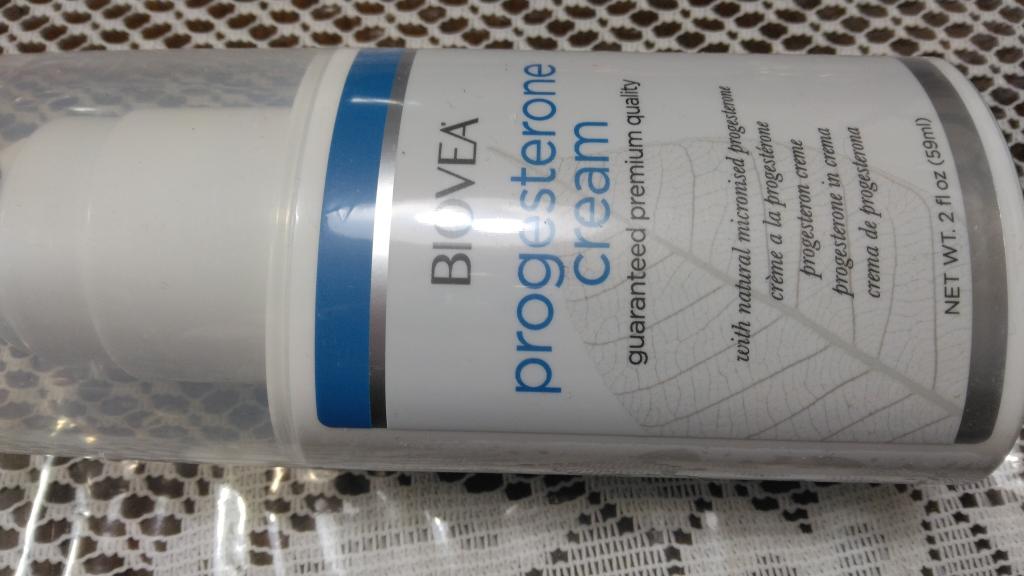 BIOVEA
progesterone
cream
guaranteed premium quality
with natural micromised progesterone
crème a la progestérone
progesteron creme
progesterone in crema
crema de progesterona
NET WT. 2 fl oz (59ml)